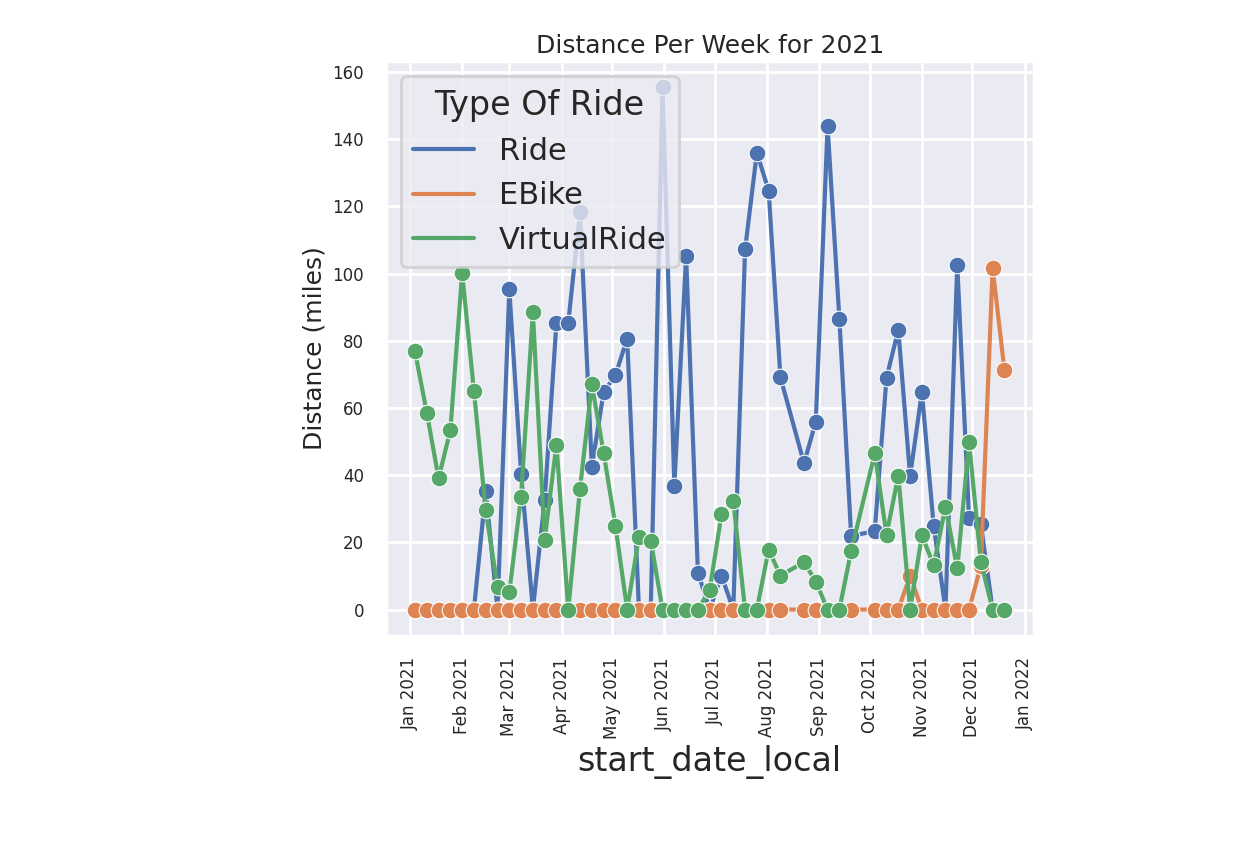 Distance Per Week for 2021
160
140
120
100
80
60
40
20
0
Distance (miles)
Type Of Ride
Ride
EBike
VirtualRide
Jan 2021
Feb 2021
Mar 2021
Apr 2021
May 2021
Jun 2021
Jul 2021
Aug 2021
Sep 2021
Oct 2021
Nov 2021
Dec 2021
Jan 2022
start_date_local